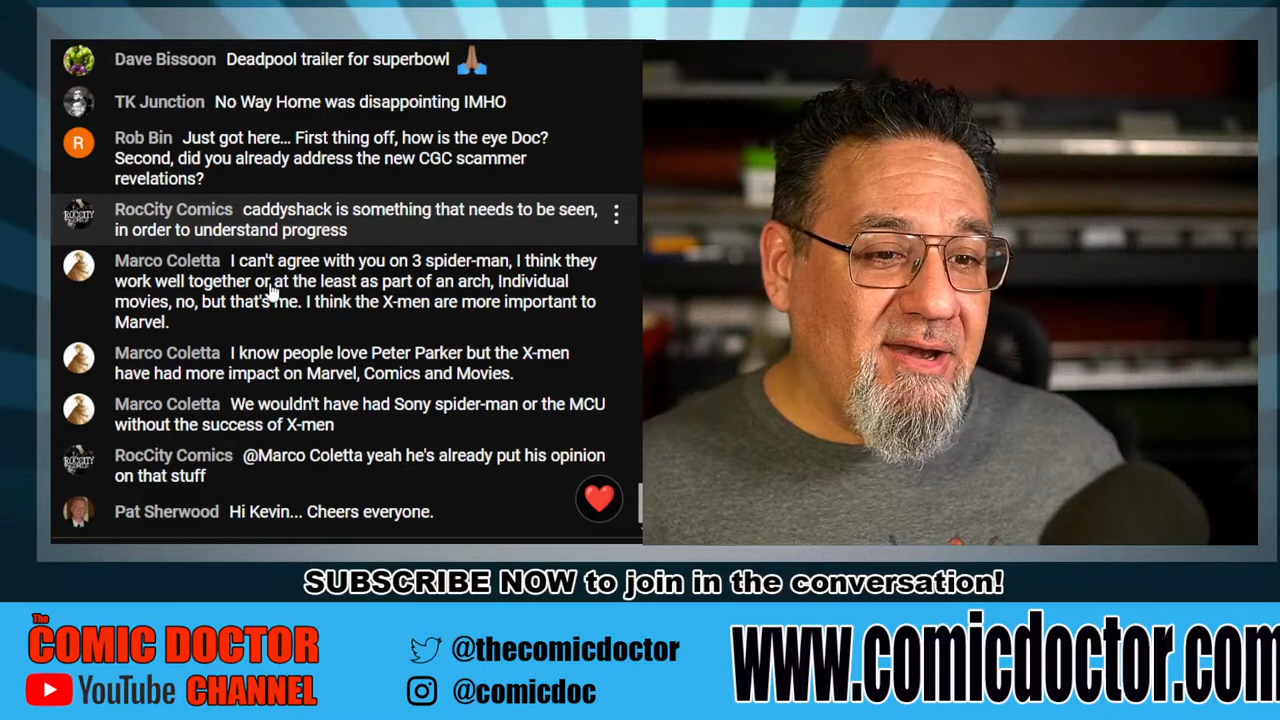 Dave Bissoon Deadpool trailer for superbowl
TK Junction No Way Home was disappointing IMHO
R
Rob Bin Just got here... First thing off, how is the eye Doc?
Second, did you already address the new CGC scammer
revelations?
ROCCITY
RocCity Comics caddyshack is something that needs to be seen,
in order to understand progress
Marco Coletta I can't agree with you on 3 spider-man, I think they
work well together or at the least as part of an arch, Individual
movies, no, but that's me. I think the X-men are more important to
Marvel.
Marco Coletta I know people love Peter Parker but the X-men
have had more impact on Marvel, Comics and Movies.
Marco Coletta We wouldn't have had Sony spider-man or the MCU
without the success of X-men
ROCCITY
RocCity Comics @Marco Coletta yeah he's already put his opinion
on that stuff
Pat Sherwood Hi Kevin... Cheers everyone.
SUBSCRIBE NOW to join in the conversation!
The
COMIC DOCTOR
YouTube CHANNEL
@thecomicdoctor
@comicdoc
www.comicdoctor.com